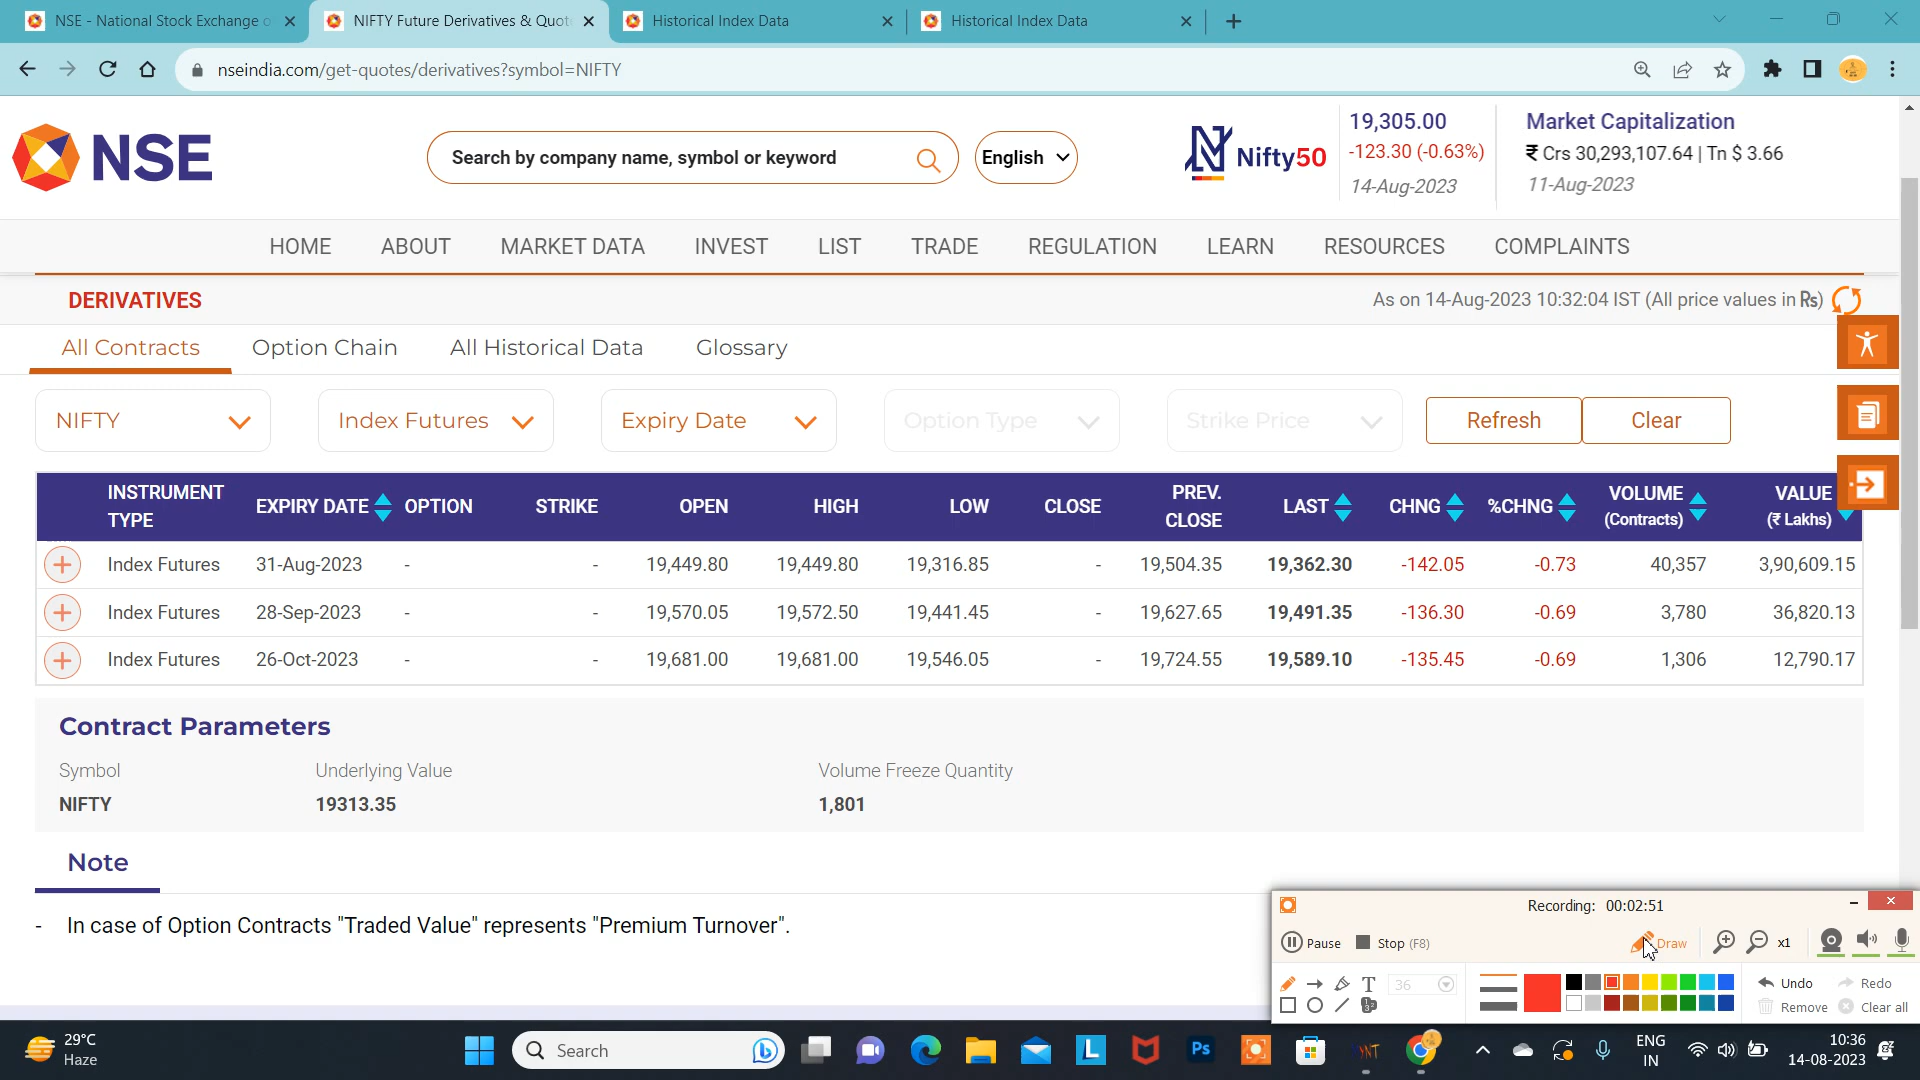 NSE - National Stock Exchange o
NIFTY Future Derivatives & Quot
Historical Index Data
Historical Index Data
nseindia.com/get-quotes/derivatives?symbol=NIFTY
NSE
Search by company name, symbol or keyword
English
Nifty50
19,305.00
-123.30 (-0.63%)
14-Aug-2023
Market Capitalization
₹ Crs 30,293,107.64 | Tn $ 3.66
11-Aug-2023
HOME ABOUT MARKET DATA INVEST LIST TRADE REGULATION LEARN RESOURCES COMPLAINTS
DERIVATIVES
As on 14-Aug-2023 10:32:04 IST (All price values in ₨)
All Contracts Option Chain All Historical Data Glossary
NIFTY Index Futures Expiry Date Option Type Strike Price Refresh Clear
INSTRUMENT TYPE EXPIRY DATE OPTION STRIKE OPEN HIGH LOW CLOSE PREV. CLOSE LAST CHNG %CHNG VOLUME (Contracts) VALUE (₹ Lakhs)
Index Futures 31-Aug-2023 - - 19,449.80 19,449.80 19,316.85 - 19,504.35 19,362.30 -142.05 -0.73 40,357 3,90,609.15
Index Futures 28-Sep-2023 - - 19,570.05 19,572.50 19,441.45 - 19,627.65 19,491.35 -136.30 -0.69 3,780 36,820.13
Index Futures 26-Oct-2023 - - 19,681.00 19,681.00 19,546.05 - 19,724.55 19,589.10 -135.45 -0.69 1,306 12,790.17
Contract Parameters
Symbol Underlying Value Volume Freeze Quantity
NIFTY 19313.35 1,801
Note
- In case of Option Contracts "Traded Value" represents "Premium Turnover".
Recording: 00:02:51
Pause Stop (F8) Draw x1
T 36 Undo Redo
Remove Clear all
29°C
Haze
Search
L
Ps
ENG
IN
10:36
14-08-2023